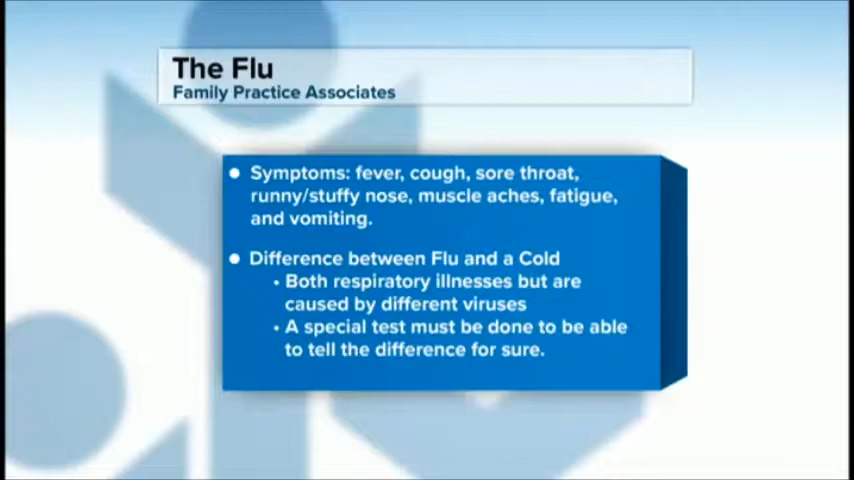 The Flu
Family Practice Associates
● Symptoms: fever, cough, sore throat,
runny/stuffy nose, muscle aches, fatigue,
and vomiting.
● Difference between Flu and a Cold
• Both respiratory illnesses but are
caused by different viruses
• A special test must be done to be able
to tell the difference for sure.